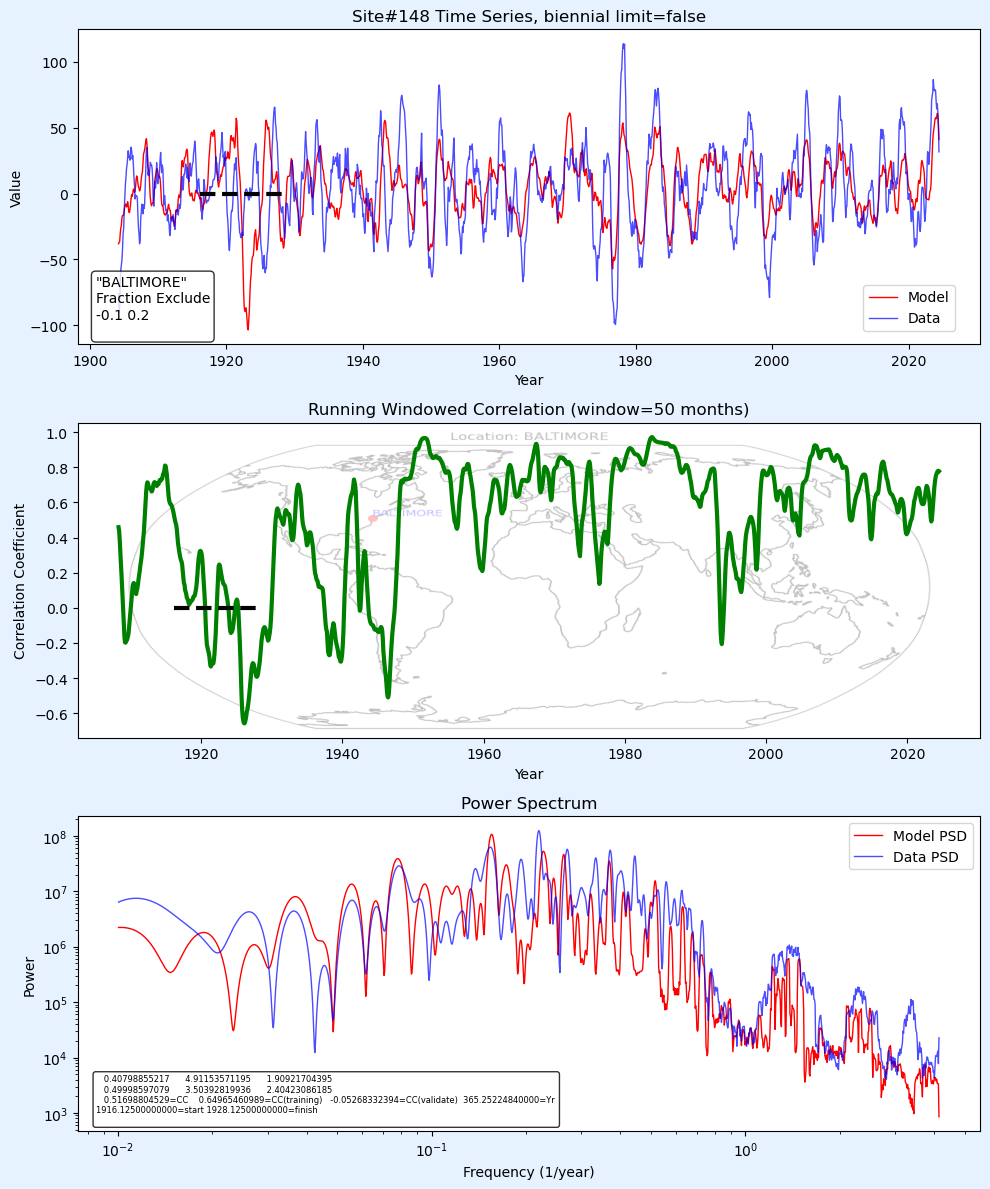 Site#148 Time Series, biennial limit=false
Value
100
50
0
−50
−100
"BALTIMORE"
Fraction Exclude
-0.1 0.2
Model
Data
1900 1920 1940 1960 1980 2000 2020
Year
Running Windowed Correlation (window=50 months)
Correlation Coefficient
1.0
0.8
0.6
0.4
0.2
0.0
−0.2
−0.4
−0.6
Location: BALTIMORE
BALTIMORE
1920 1940 1960 1980 2000 2020
Year
Power Spectrum
Power
10^8
10^7
10^6
10^5
10^4
10^3
Model PSD
Data PSD
0.40798855217 4.91153571195 1.90921704395
0.49998597079 3.50392819936 2.40423086185
0.51698804529=CC 0.64965460989=CC(training) -0.05268332394=CC(validate) 365.25224840000=Yr
1916.12500000000=start 1928.12500000000=finish
10^−2 10^−1 10^0
Frequency (1/year)